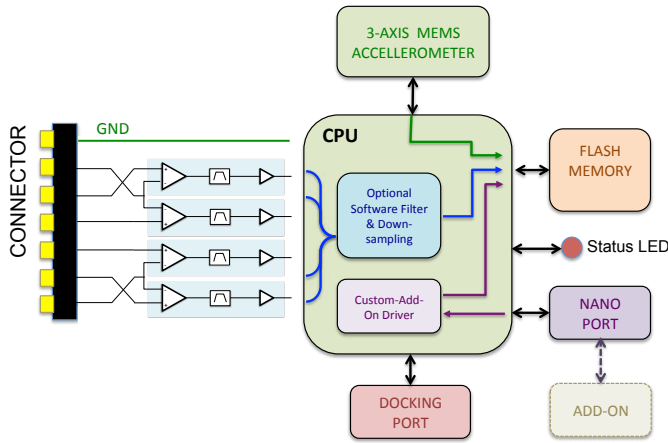 3-AXIS MEMS
ACCELLEROMETER
CONNECTOR
GND
CPU
Optional
Software Filter
& Down-
sampling
Custom-Add-
On Driver
FLASH
MEMORY
Status LED
NANO
PORT
ADD-ON
DOCKING
PORT